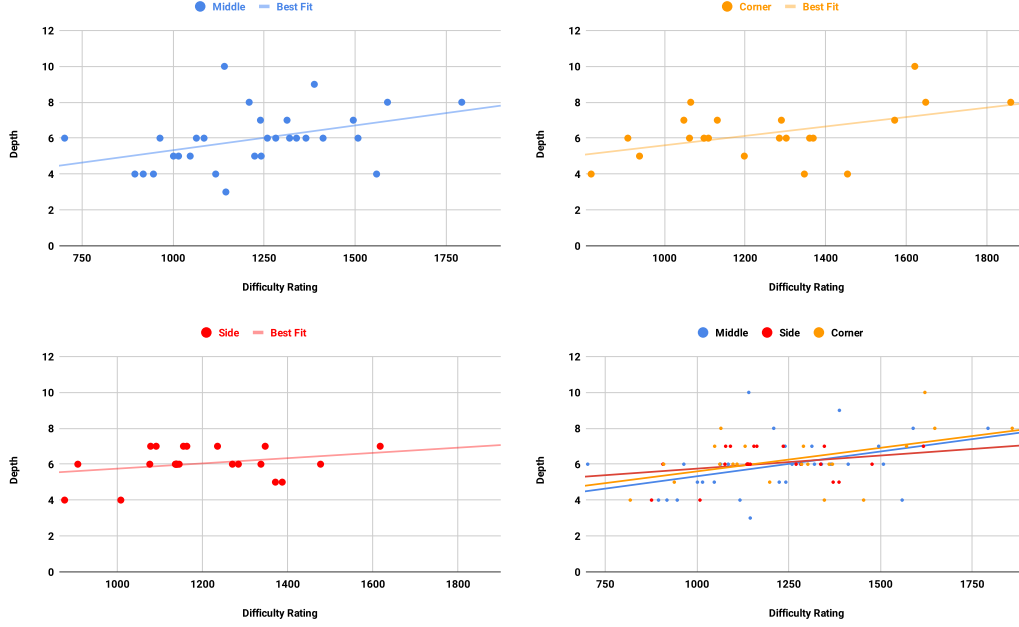 Middle Best Fit
12
10
8
6
4
2
0
Depth
750 1000 1250 1500 1750
Difficulty Rating
Corner Best Fit
12
10
8
6
4
2
0
Depth
1000 1200 1400 1600 1800
Difficulty Rating
Side Best Fit
12
10
8
6
4
2
0
Depth
1000 1200 1400 1600 1800
Difficulty Rating
Middle Side Corner
12
10
8
6
4
2
0
Depth
750 1000 1250 1500 1750
Difficulty Rating